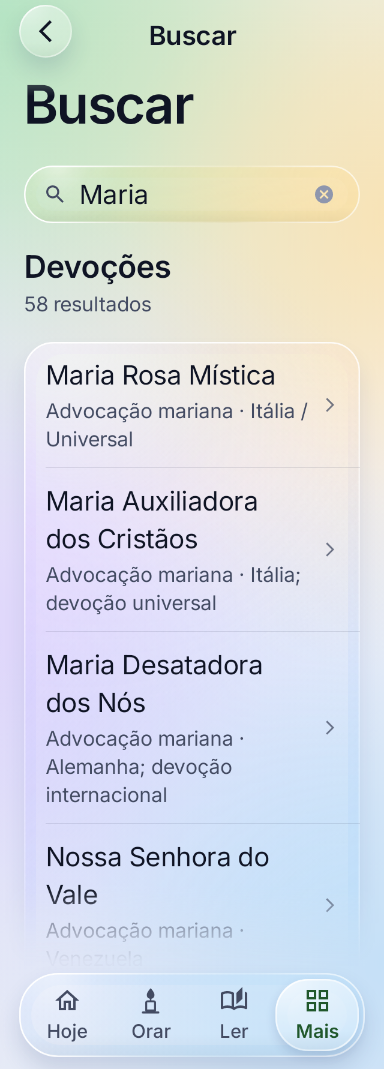 Buscar
Buscar
Maria
Devoções
58 resultados
Maria Rosa Mística
Advocação mariana · Itália /
Universal
Maria Auxiliadora
dos Cristãos
Advocação mariana · Itália;
devoção universal
Maria Desatadora
dos Nós
Advocação mariana ·
Alemanha; devoção
internacional
Nossa Senhora do
Vale
Advocação mariana ·
Venezuela
Hoje
Orar
Ler
Mais